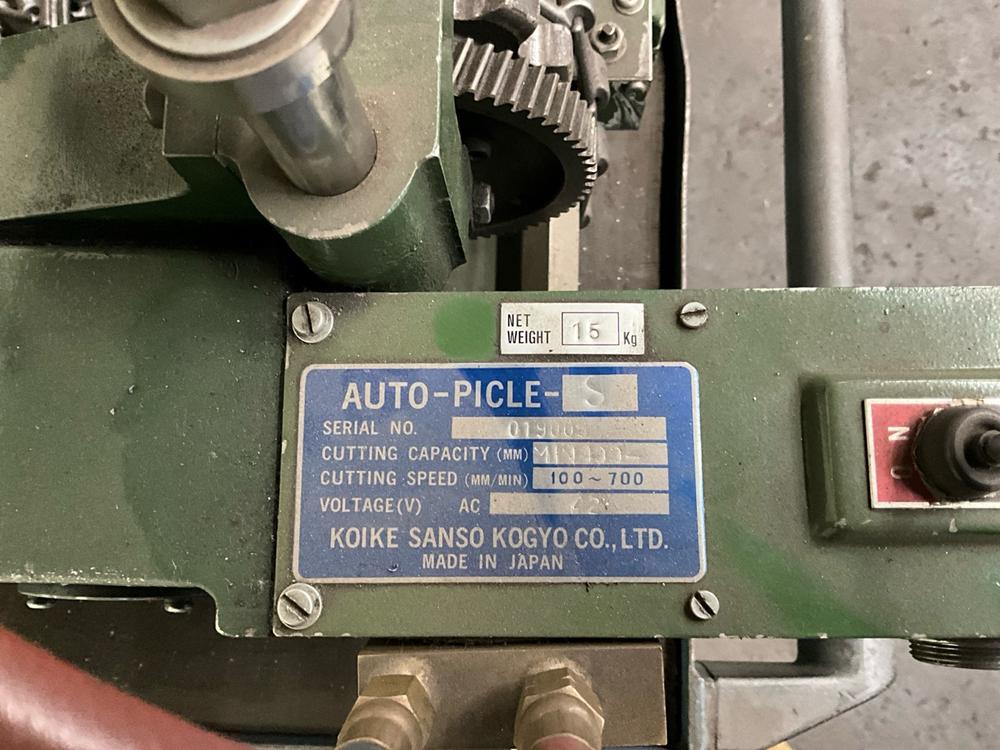 NET
WEIGHT 15 Kg
AUTO-PICLE-S
SERIAL NO.
CUTTING CAPACITY (MM)
CUTTING SPEED (MM/MIN) 100~700
VOLTAGE(V) AC
KOIKE SANSO KOGYO CO., LTD.
MADE IN JAPAN
ON